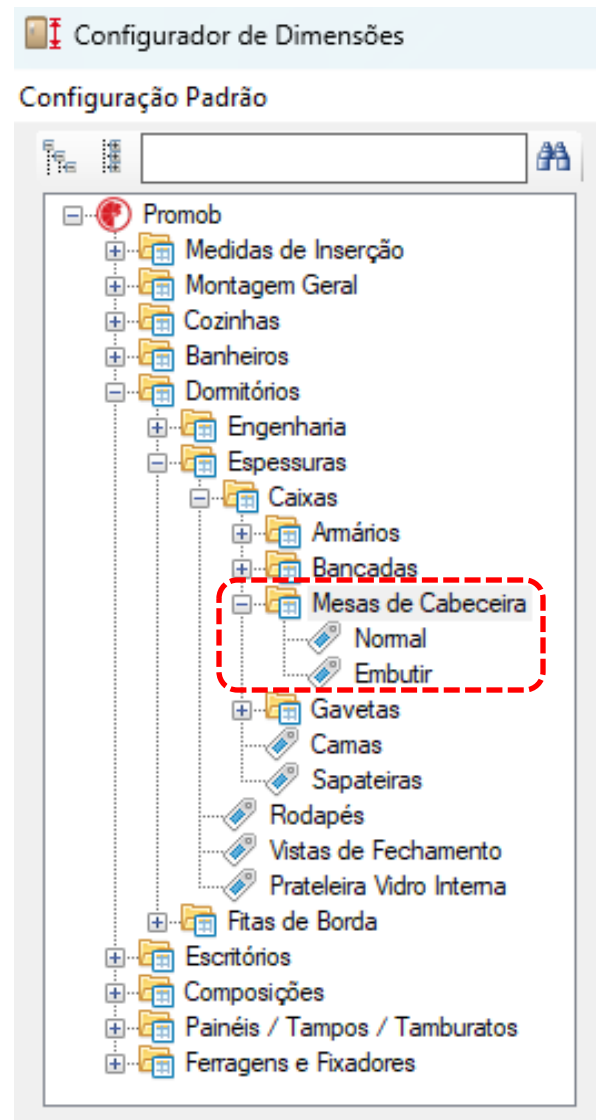 Configurador de Dimensões
Configuração Padrão
Promob
Medidas de Inserção
Montagem Geral
Cozinhas
Banheiros
Dormitórios
Engenharia
Espessuras
Caixas
Armários
Bancadas
Mesas de Cabeceira
Normal
Embutir
Gavetas
Camas
Sapateiras
Rodapés
Vistas de Fechamento
Prateleira Vidro Interna
Fitas de Borda
Escritórios
Composições
Painéis / Tampos / Tamburatos
Ferragens e Fixadores